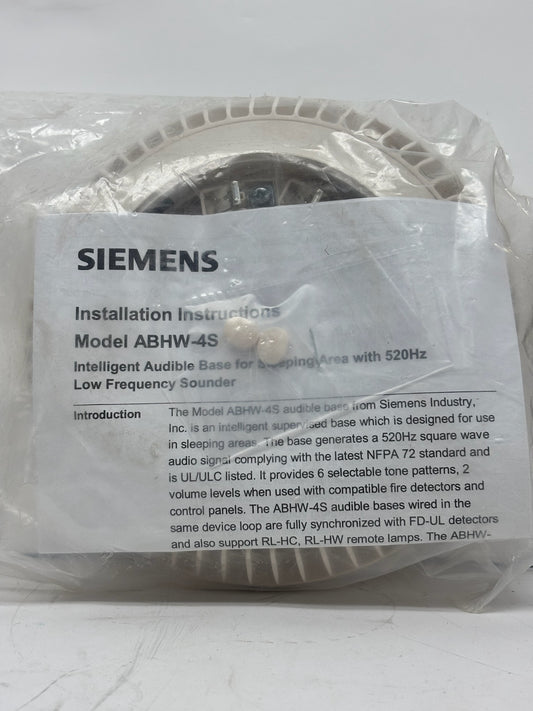 SIEMENS
Installation Instructions
Model ABHW-4S
Intelligent Audible Base for Sleeping Area with 520Hz
Low Frequency Sounder
Introduction
The Model ABHW-4S audible base from Siemens Industry,
Inc. is an intelligent supervised base which is designed for use
in sleeping areas. The base generates a 520Hz square wave
audio signal complying with the latest NFPA 72 standard and
is UL/ULC listed. It provides 6 selectable tone patterns, 2
volume levels when used with compatible fire detectors and
control panels. The ABHW-4S audible bases wired in the
same device loop are fully synchronized with FD-UL detectors
and also support RL-HC, RL-HW remote lamps. The ABHW-